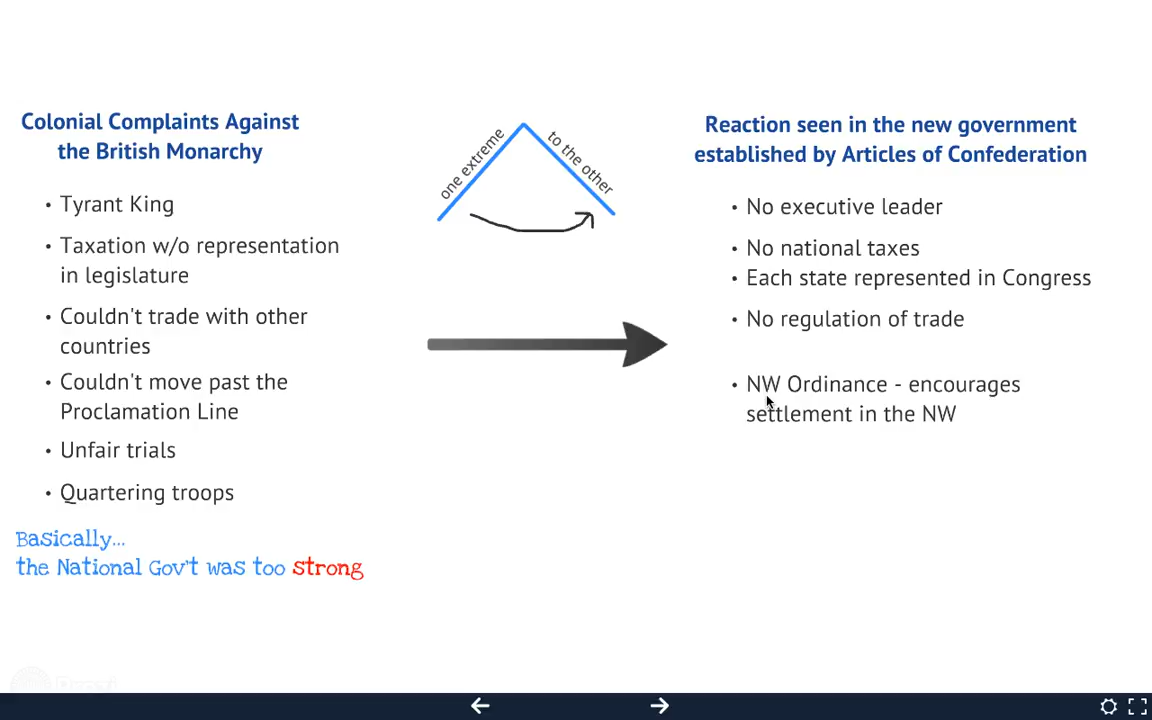 Colonial Complaints Against
the British Monarchy
• Tyrant King
• Taxation w/o representation
in legislature
• Couldn't trade with other
countries
• Couldn't move past the
Proclamation Line
• Unfair trials
• Quartering troops
Basically...
the National Gov't was too strong
one extreme
to the other
Reaction seen in the new government
established by Articles of Confederation
• No executive leader
• No national taxes
• Each state represented in Congress
• No regulation of trade
• NW Ordinance - encourages
settlement in the NW